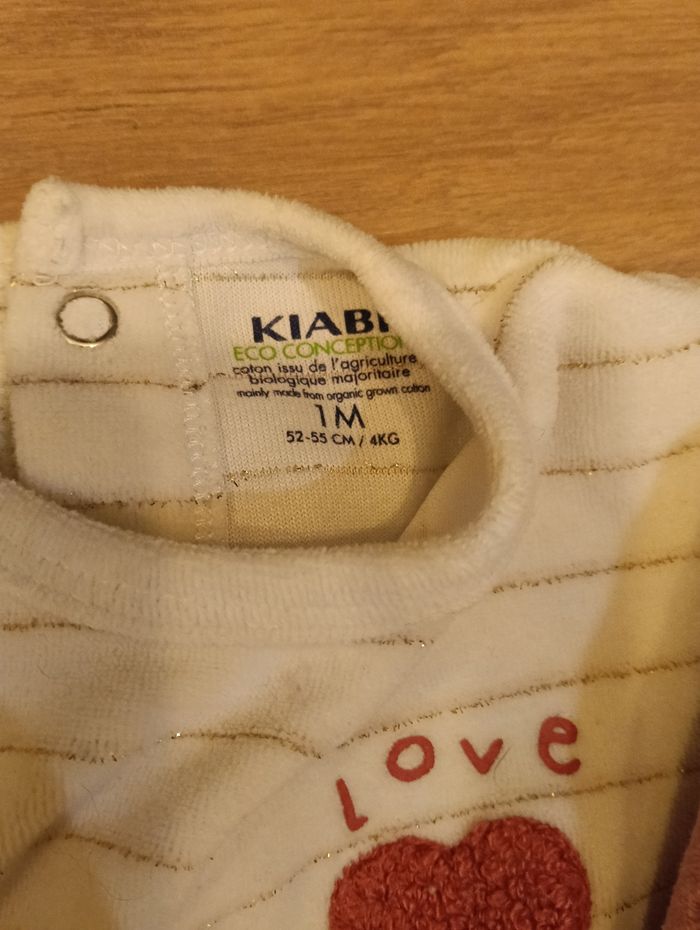 KIABI
ECO CONCEPTION
coton issu de l'agriculture
biologique majoritaire
mainly made from organic grown cotton
1M
52-55 CM / 4KG
love